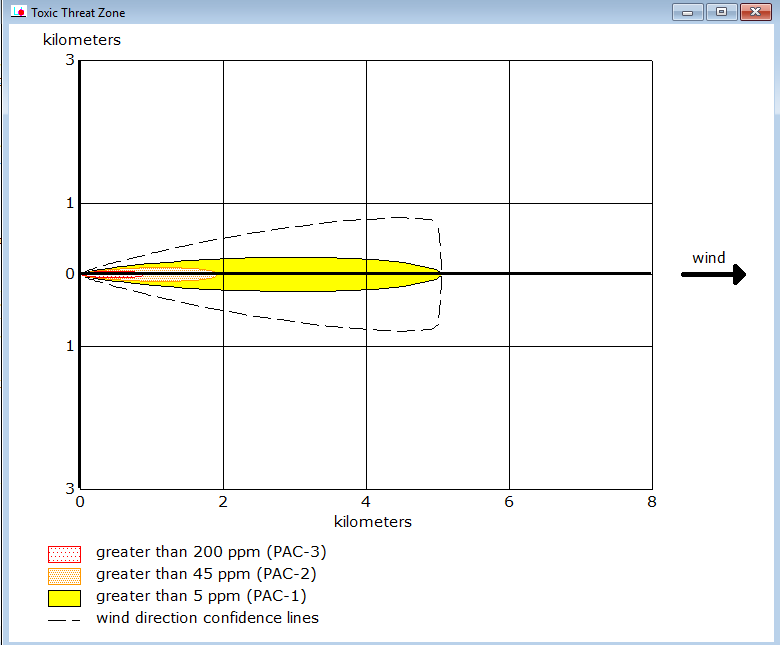 Toxic Threat Zone
kilometers
3
1
0
1
3
0 2 4 6 8
kilometers
wind
greater than 200 ppm (PAC-3)
greater than 45 ppm (PAC-2)
greater than 5 ppm (PAC-1)
wind direction confidence lines